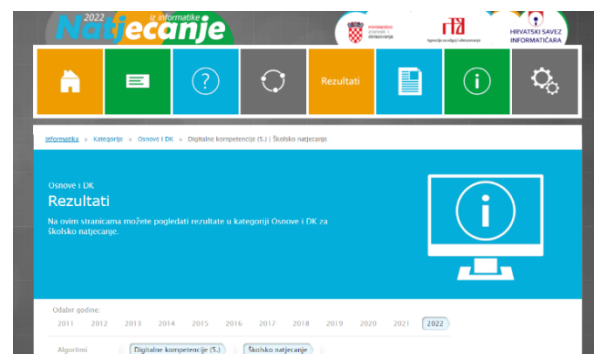 2022
Natjecanje
iz informatike
HRVATSKI SAVEZ
INFORMATIČARA
?
Rezultati
i
Informatika » Kategorije » Osnove i DK » Digitalne kompetencije (5.) | Školsko natjecanje
Osnove i DK
Rezultati
Na ovim stranicama možete pogledati rezultate u kategoriji Osnove i DK za
školsko natjecanje.
i
Odabir godine:
2011 2012 2013 2014 2015 2016 2017 2018 2019 2020 2021 2022
Algoritmi Digitalne kompetencije (5.) Školsko natjecanje